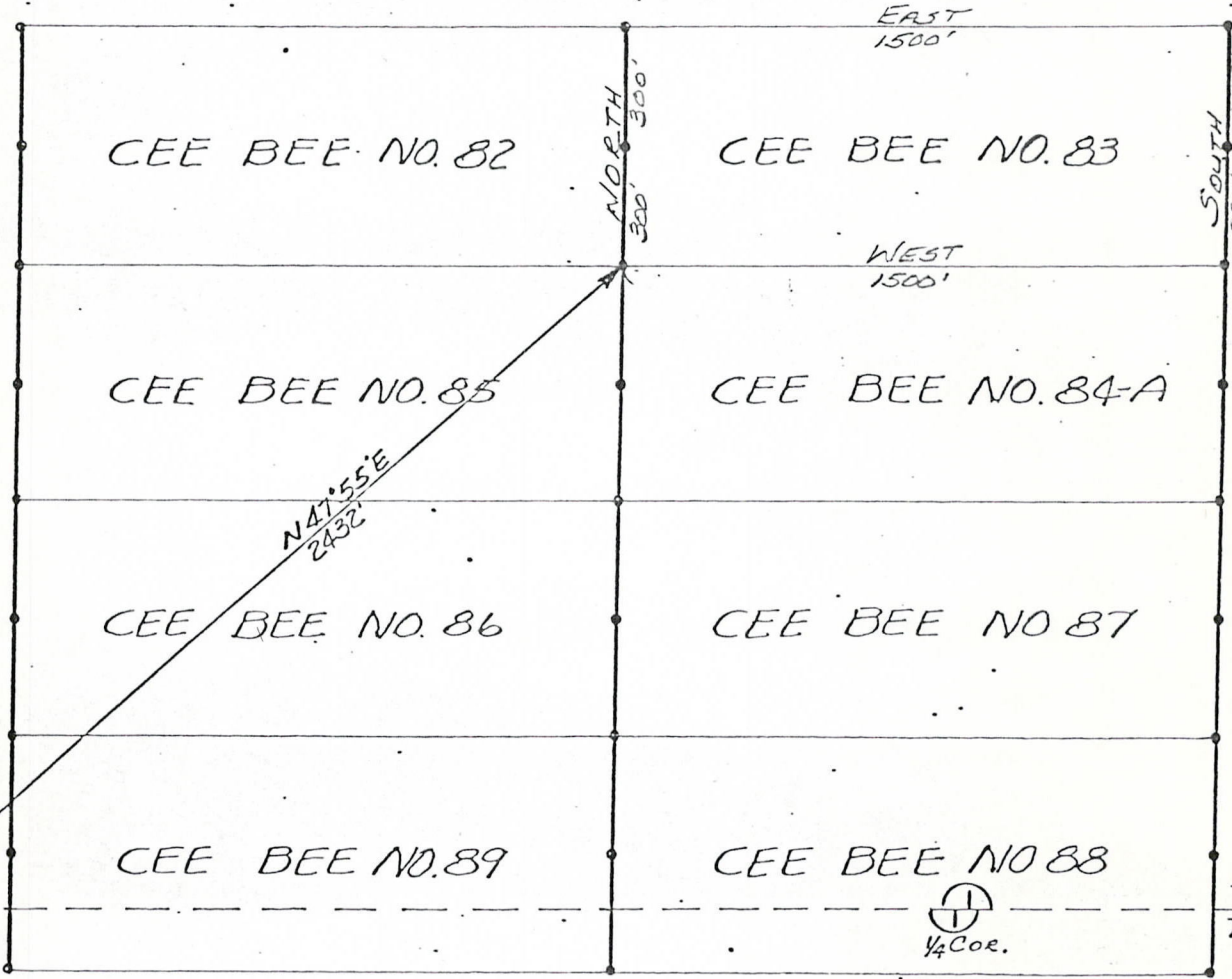 EAST
1500'
CEE BEE NO. 82
NORTH
300'
300'
CEE BEE NO. 83
SOUTH
WEST
1500'
CEE BEE NO. 85
CEE BEE NO. 84-A
N47°55'E
2432'
CEE BEE NO. 86
CEE BEE NO 87
CEE BEE NO. 89
CEE BEE NO 88
1/4 COR.